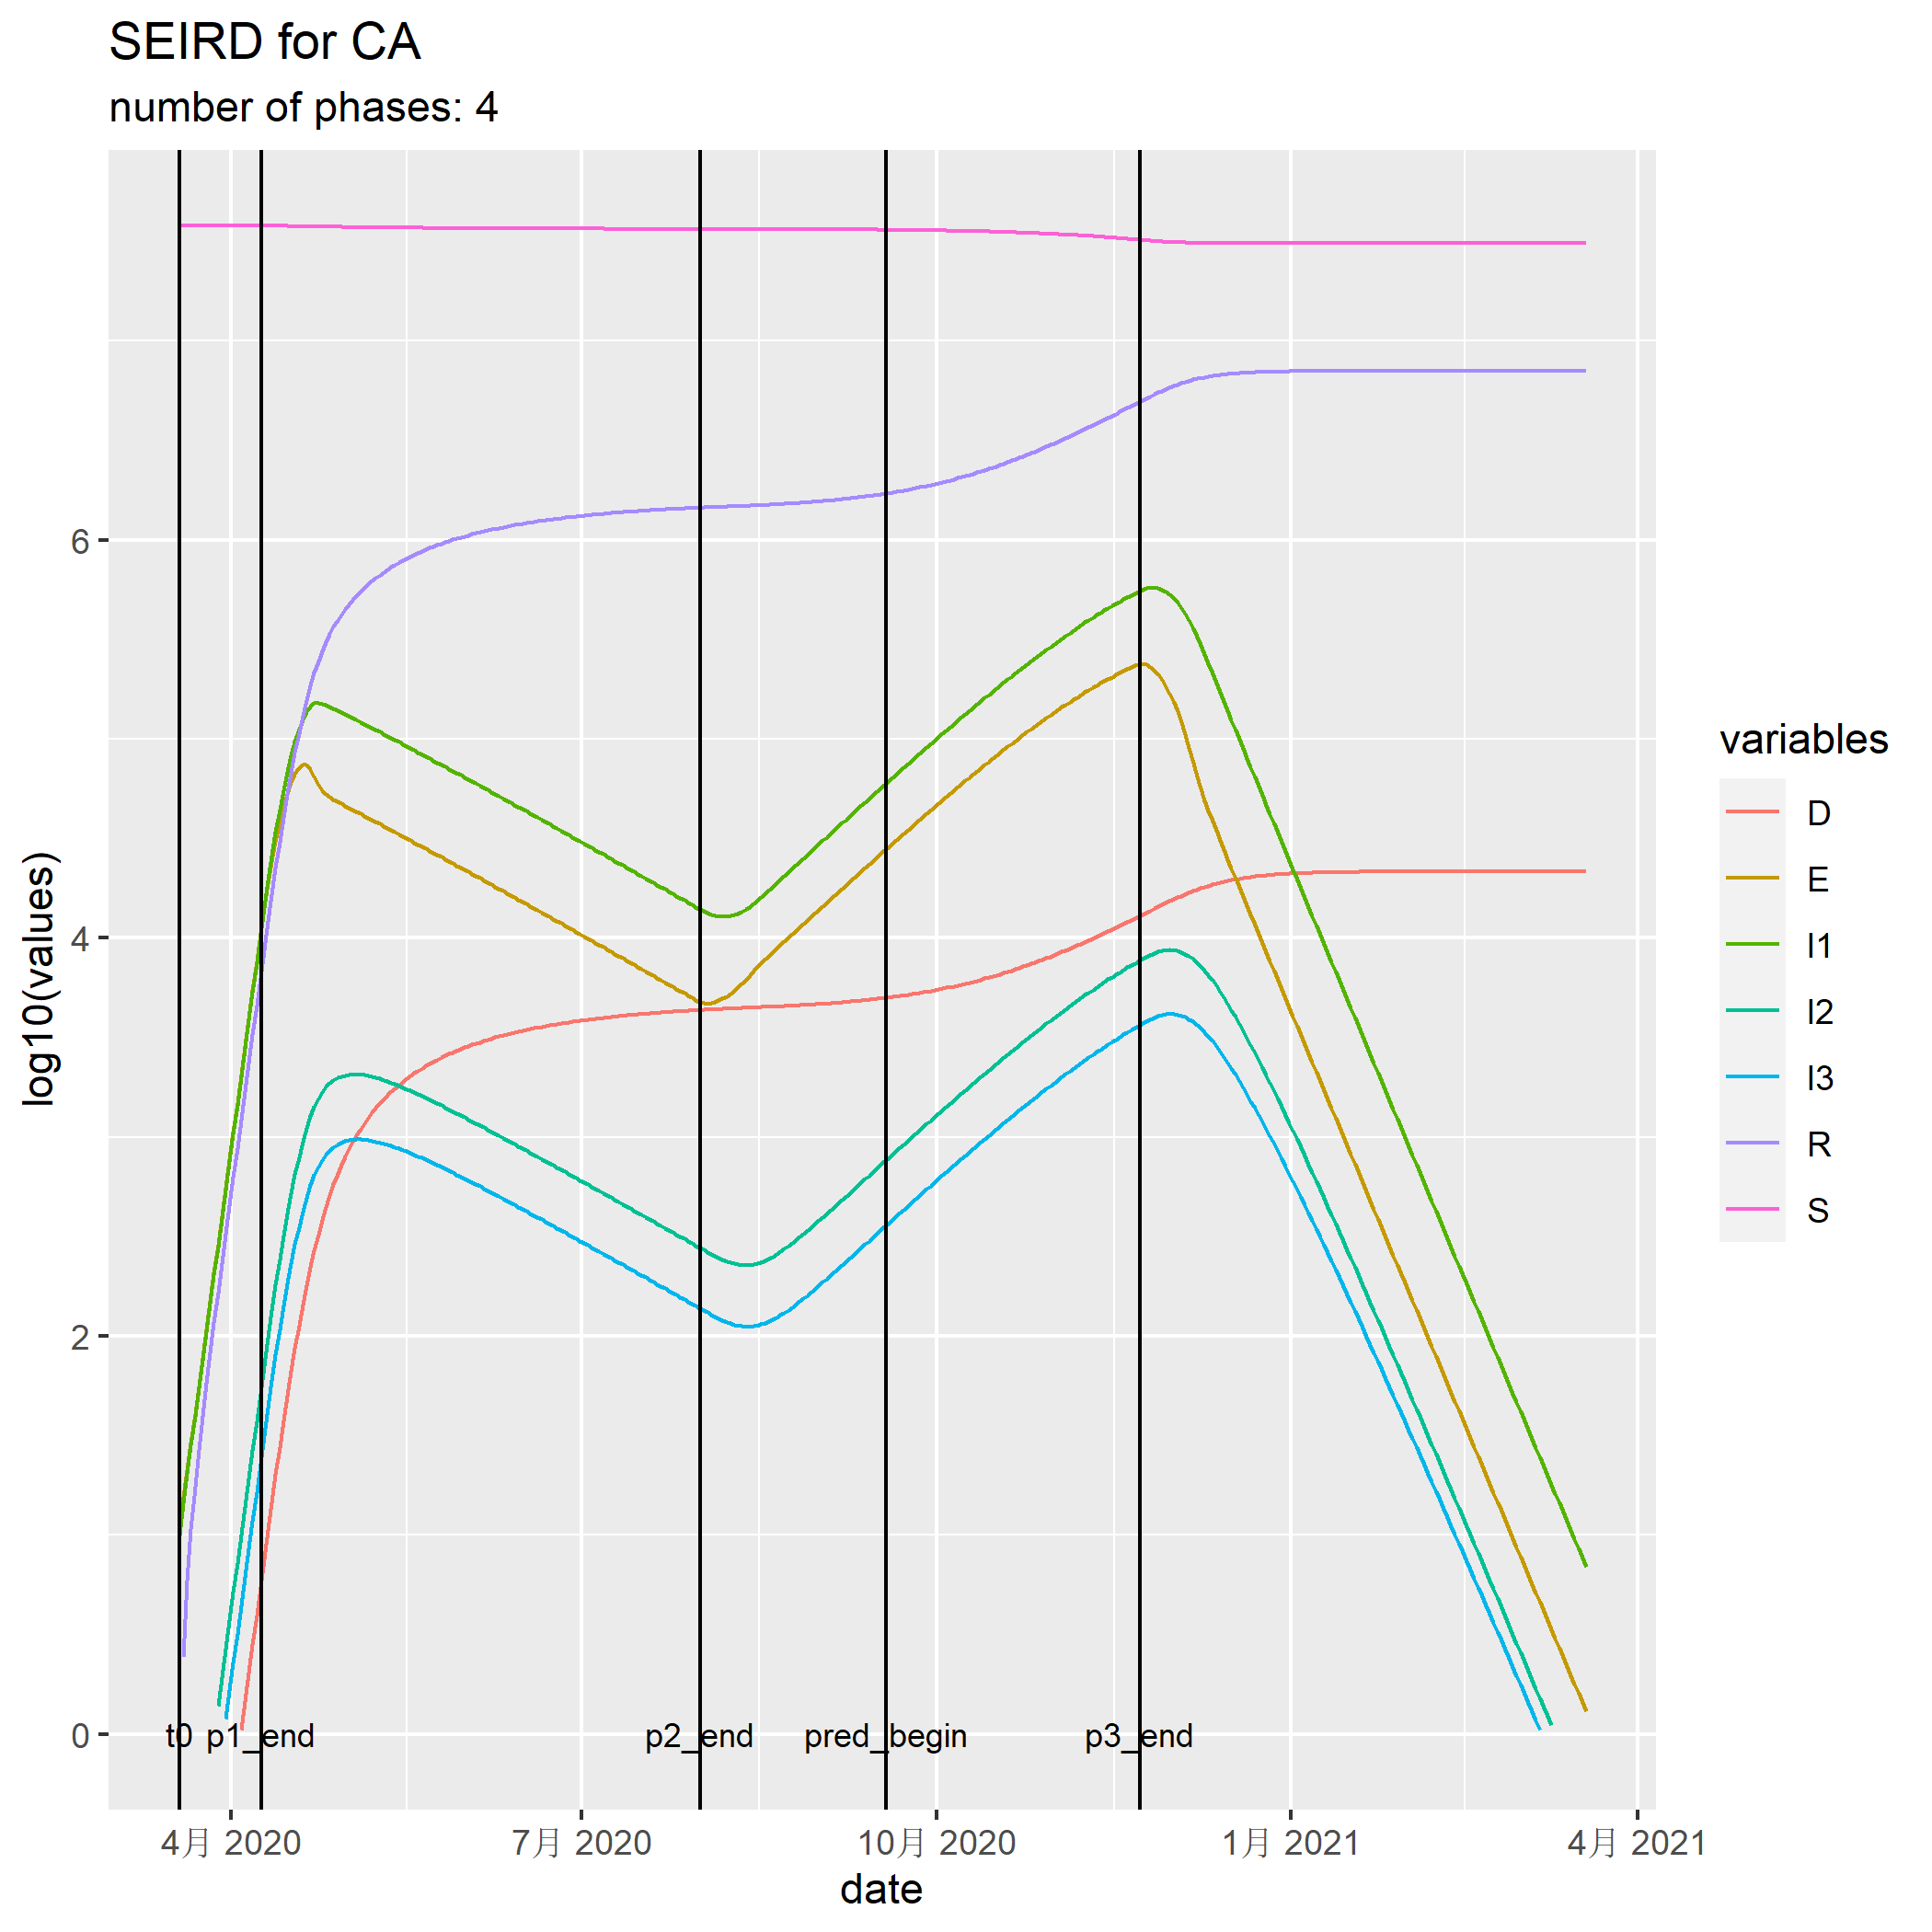 SEIRD for CA
number of phases: 4
log10(values)
6
4
2
0
t0 p1_end p2_end pred_begin p3_end
4月 2020 7月 2020 10月 2020 1月 2021 4月 2021
date
variables
D
E
I1
I2
I3
R
S